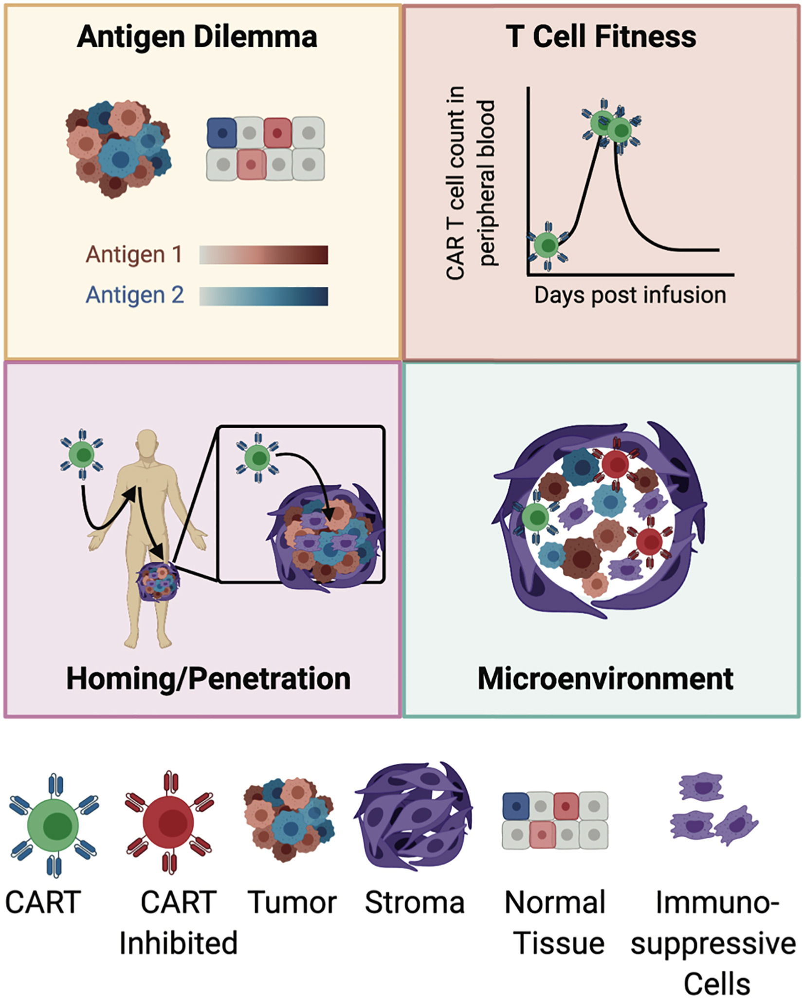 Antigen Dilemma
Antigen 1
Antigen 2
T Cell Fitness
CAR T cell count in
peripheral blood
Days post infusion
Homing/Penetration
Microenvironment
CART
CART
Inhibited
Tumor
Stroma
Normal
Tissue
Immuno-
suppressive
Cells